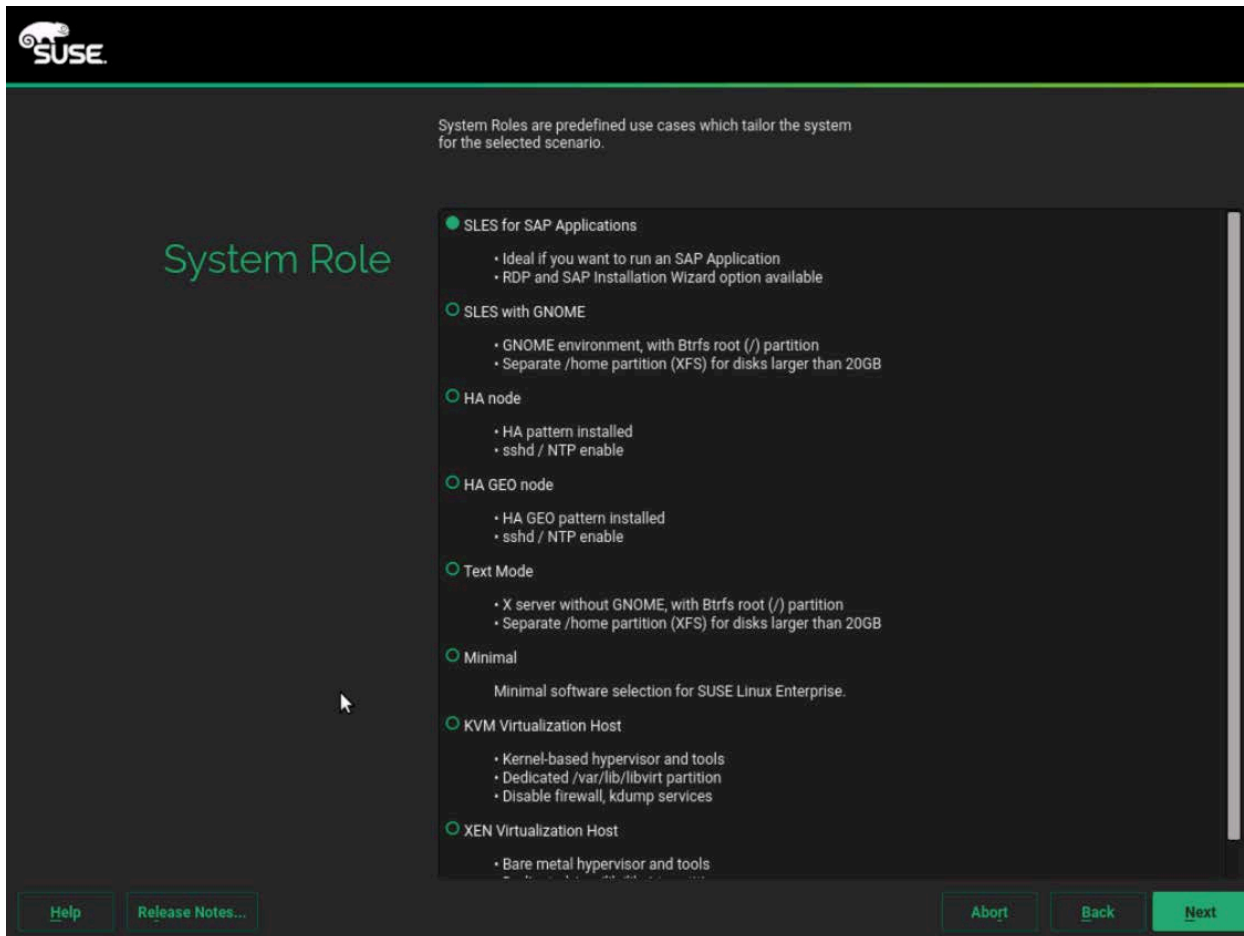 SUSE.
System Roles are predefined use cases which tailor the system
for the selected scenario.
System Role
SLES for SAP Applications
• Ideal if you want to run an SAP Application
• RDP and SAP Installation Wizard option available
SLES with GNOME
• GNOME environment, with Btrfs root (/) partition
• Separate /home partition (XFS) for disks larger than 20GB
HA node
• HA pattern installed
• sshd / NTP enable
HA GEO node
• HA GEO pattern installed
• sshd / NTP enable
Text Mode
• X server without GNOME, with Btrfs root (/) partition
• Separate /home partition (XFS) for disks larger than 20GB
Minimal
Minimal software selection for SUSE Linux Enterprise.
KVM Virtualization Host
• Kernel-based hypervisor and tools
• Dedicated /var/lib/libvirt partition
• Disable firewall, kdump services
XEN Virtualization Host
• Bare metal hypervisor and tools
Help
Release Notes...
Abort
Back
Next